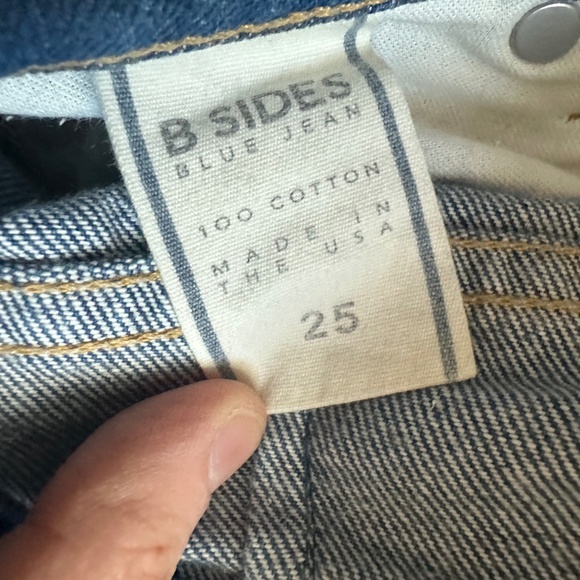 B SIDES
BLUE JEAN
100 COTTON
MADE IN
THE USA
25